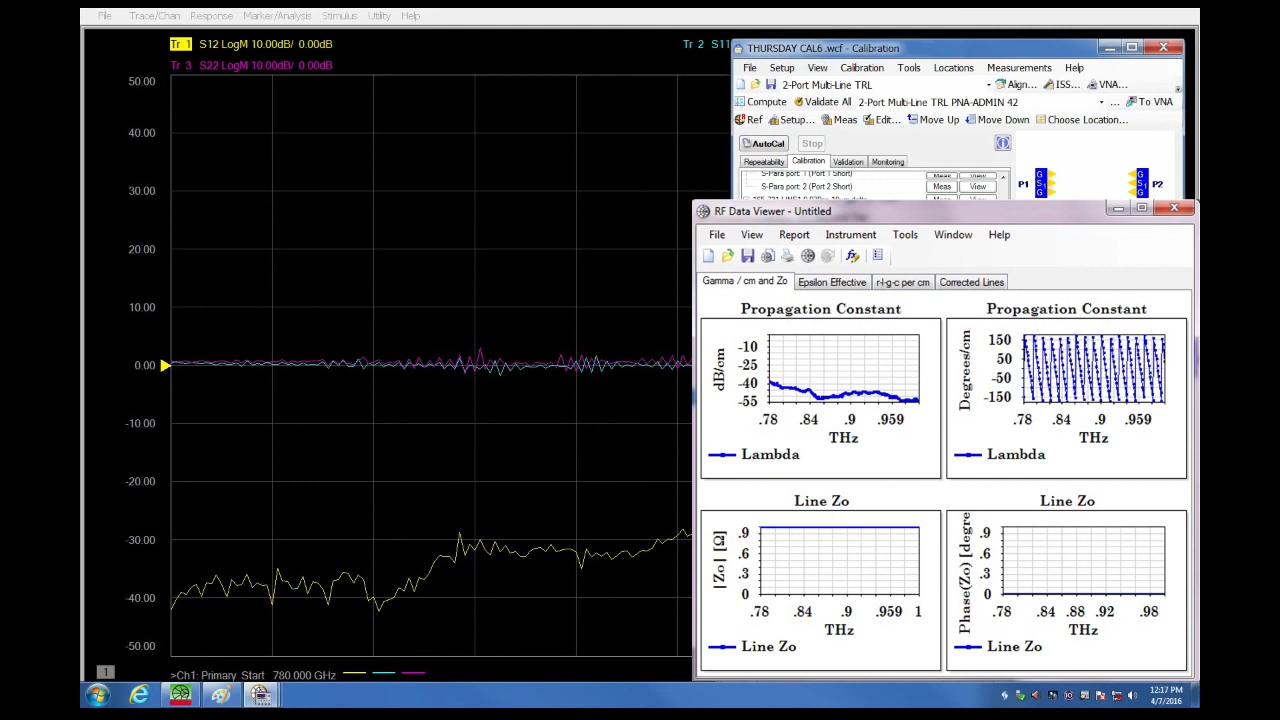 File Trace/Chan Response Marker/Analysis Stimulus Utility Help
Tr 1 S12 LogM 10.00dB/ 0.00dB
Tr 2 S11
Tr 3 S22 LogM 10.00dB/ 0.00dB
50.00
40.00
30.00
20.00
10.00
0.00
-10.00
-20.00
-30.00
-40.00
-50.00
1
>Ch1: Primary Start 780.000 GHz
THURSDAY CAL6 .wcf - Calibration
File Setup View Calibration Tools Locations Measurements Help
2-Port Multi-Line TRL Align... ISS... VNA...
Compute Validate All 2-Port Multi-Line TRL PNA-ADMIN 42 ... To VNA
Ref Setup... Meas Edit... Move Up Move Down Choose Location...
AutoCal Stop
Repeatability Calibration Validation Monitoring
S-Para port: 1 (Port 1 Short) Meas View
S-Para port: 2 (Port 2 Short) Meas View
P1 G S1 G G S1 G P2
RF Data Viewer - Untitled
File View Report Instrument Tools Window Help
Gamma / cm and Zo Epsilon Effective r-l-g-c per cm Corrected Lines
Propagation Constant
dB/cm
-10
-25
-40
-55
.78 .84 .9 .959
THz
Lambda
Propagation Constant
Degrees/cm
150
50
-50
-150
.78 .84 .9 .959
THz
Lambda
Line Zo
|Zo| [Ω]
.9
.6
.3
0
.78 .84 .9 .959 1
THz
Line Zo
Line Zo
Phase(Zo) [degre
.9
.6
.3
0
.78 .84 .88 .92 .98
THz
Line Zo
12:17 PM
4/7/2016